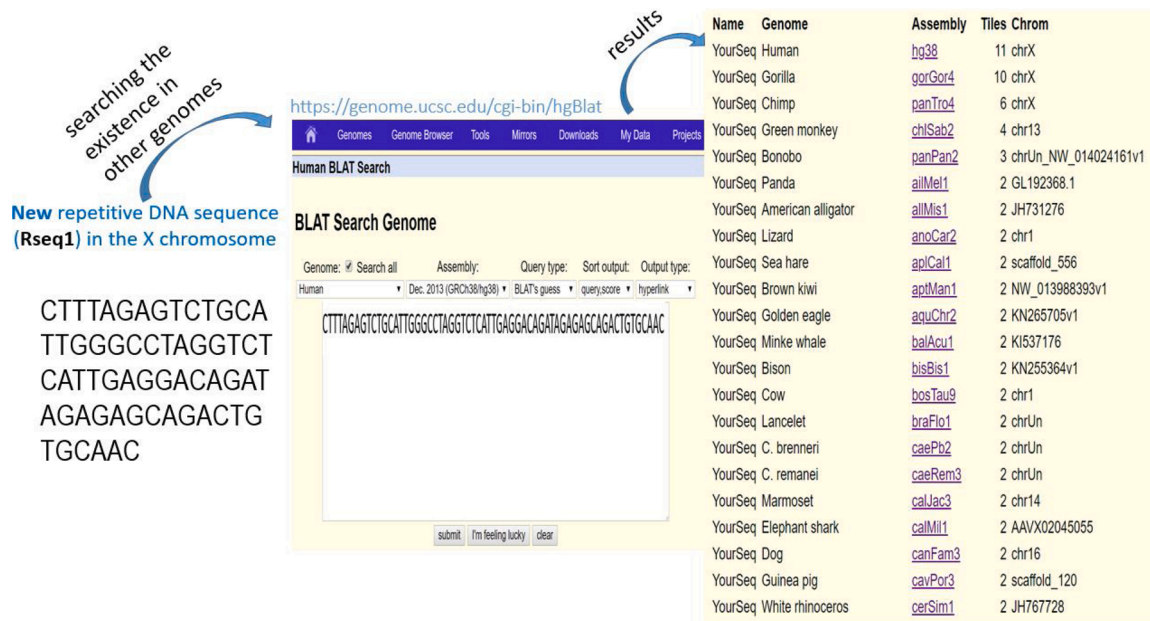 searching the
existence in
other genomes
New repetitive DNA sequence
(Rseq1) in the X chromosome
CTTTAGAGTCTGCA
TTGGGCCTAGGTCT
CATTGAGGACAGAT
AGAGAGCAGACTG
TGCAAC
https://genome.ucsc.edu/cgi-bin/hgBlat
Genomes Genome Browser Tools Mirrors Downloads My Data Projects
Human BLAT Search
BLAT Search Genome
Genome: Search all Assembly: Query type: Sort output: Output type:
Human Dec. 2013 (GRCh38/hg38) BLAT's guess query,score hyperlink
CTTTAGAGTCTGCATTGGGCCTAGGTCTCATTGAGGACAGATAGAGAGCAGACTGTGCAAC
submit I'm feeling lucky clear
results
Name Genome Assembly Tiles Chrom
YourSeq Human hg38 11 chrX
YourSeq Gorilla gorGor4 10 chrX
YourSeq Chimp panTro4 6 chrX
YourSeq Green monkey chlSab2 4 chr13
YourSeq Bonobo panPan2 3 chrUn_NW_014024161v1
YourSeq Panda ailMel1 2 GL192368.1
YourSeq American alligator allMis1 2 JH731276
YourSeq Lizard anoCar2 2 chr1
YourSeq Sea hare aplCal1 2 scaffold_556
YourSeq Brown kiwi aptMan1 2 NW_013988393v1
YourSeq Golden eagle aquChr2 2 KN265705v1
YourSeq Minke whale balAcu1 2 KI537176
YourSeq Bison bisBis1 2 KN255364v1
YourSeq Cow bosTau9 2 chr1
YourSeq Lancelet braFlo1 2 chrUn
YourSeq C. brenneri caePb2 2 chrUn
YourSeq C. remanei caeRem3 2 chrUn
YourSeq Marmoset calJac3 2 chr14
YourSeq Elephant shark calMil1 2 AAVX02045055
YourSeq Dog canFam3 2 chr16
YourSeq Guinea pig cavPor3 2 scaffold_120
YourSeq White rhinoceros cerSim1 2 JH767728